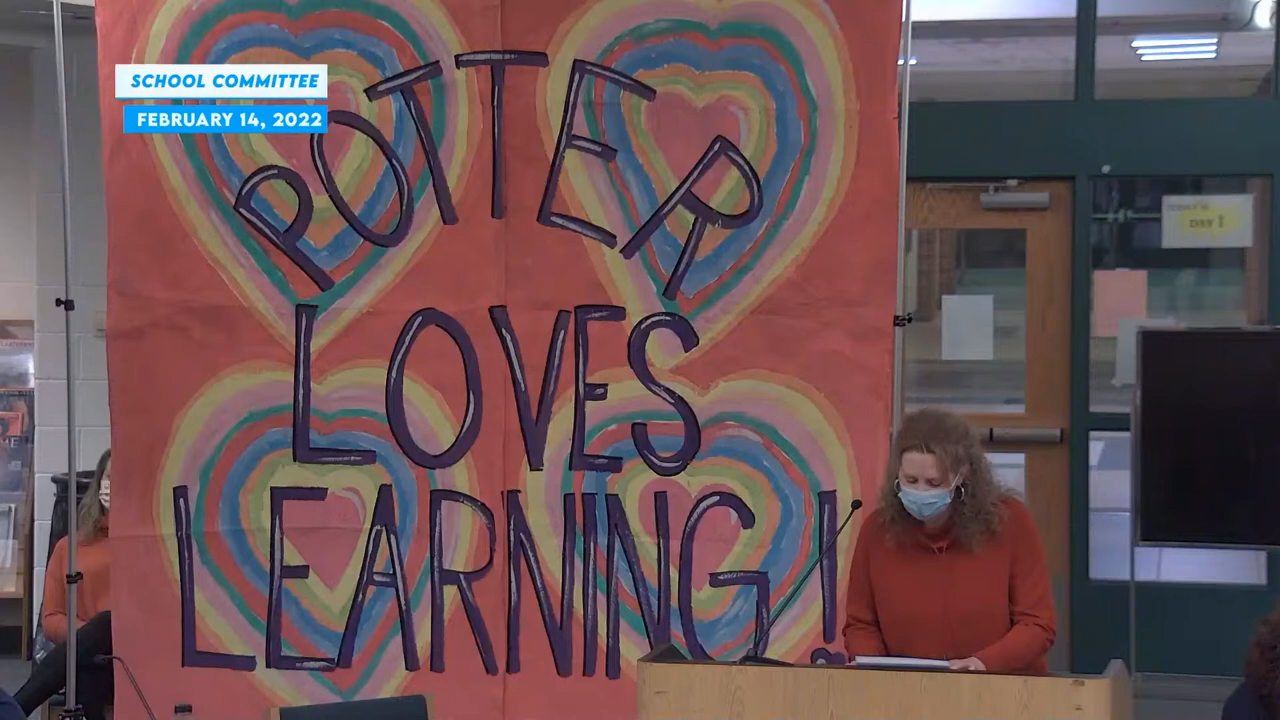 SCHOOL COMMITTEE
FEBRUARY 14, 2022
POTTER
LOVES
LEARNING!
DAY 1